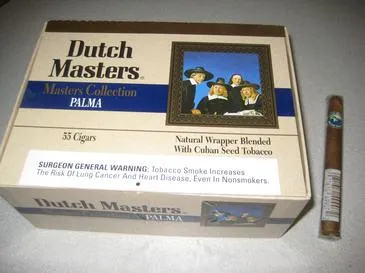 Dutch
Masters®
Masters Collection
PALMA
55 Cigars
Natural Wrapper Blended
With Cuban Seed Tobacco
SURGEON GENERAL WARNING: Tobacco Smoke Increases
The Risk Of Lung Cancer And Heart Disease, Even In Nonsmokers.
Dutch Masters®
PALMA